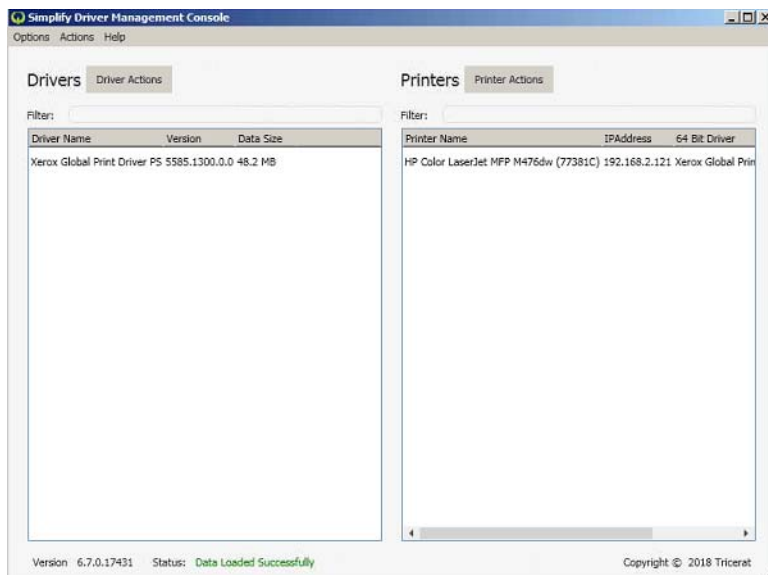 Simplify Driver Management Console
Options Actions Help
Drivers Driver Actions
Filter:
Driver Name Version Data Size
Xerox Global Print Driver PS 5585.1300.0.0 48.2 MB
Printers Printer Actions
Filter:
Printer Name IPAddress 64 Bit Driver
HP Color LaserJet MFP M476dw (77381C) 192.168.2.121 Xerox Global Prin
Version 6.7.0.17431 Status: Data Loaded Successfully
Copyright © 2018 Tricerat